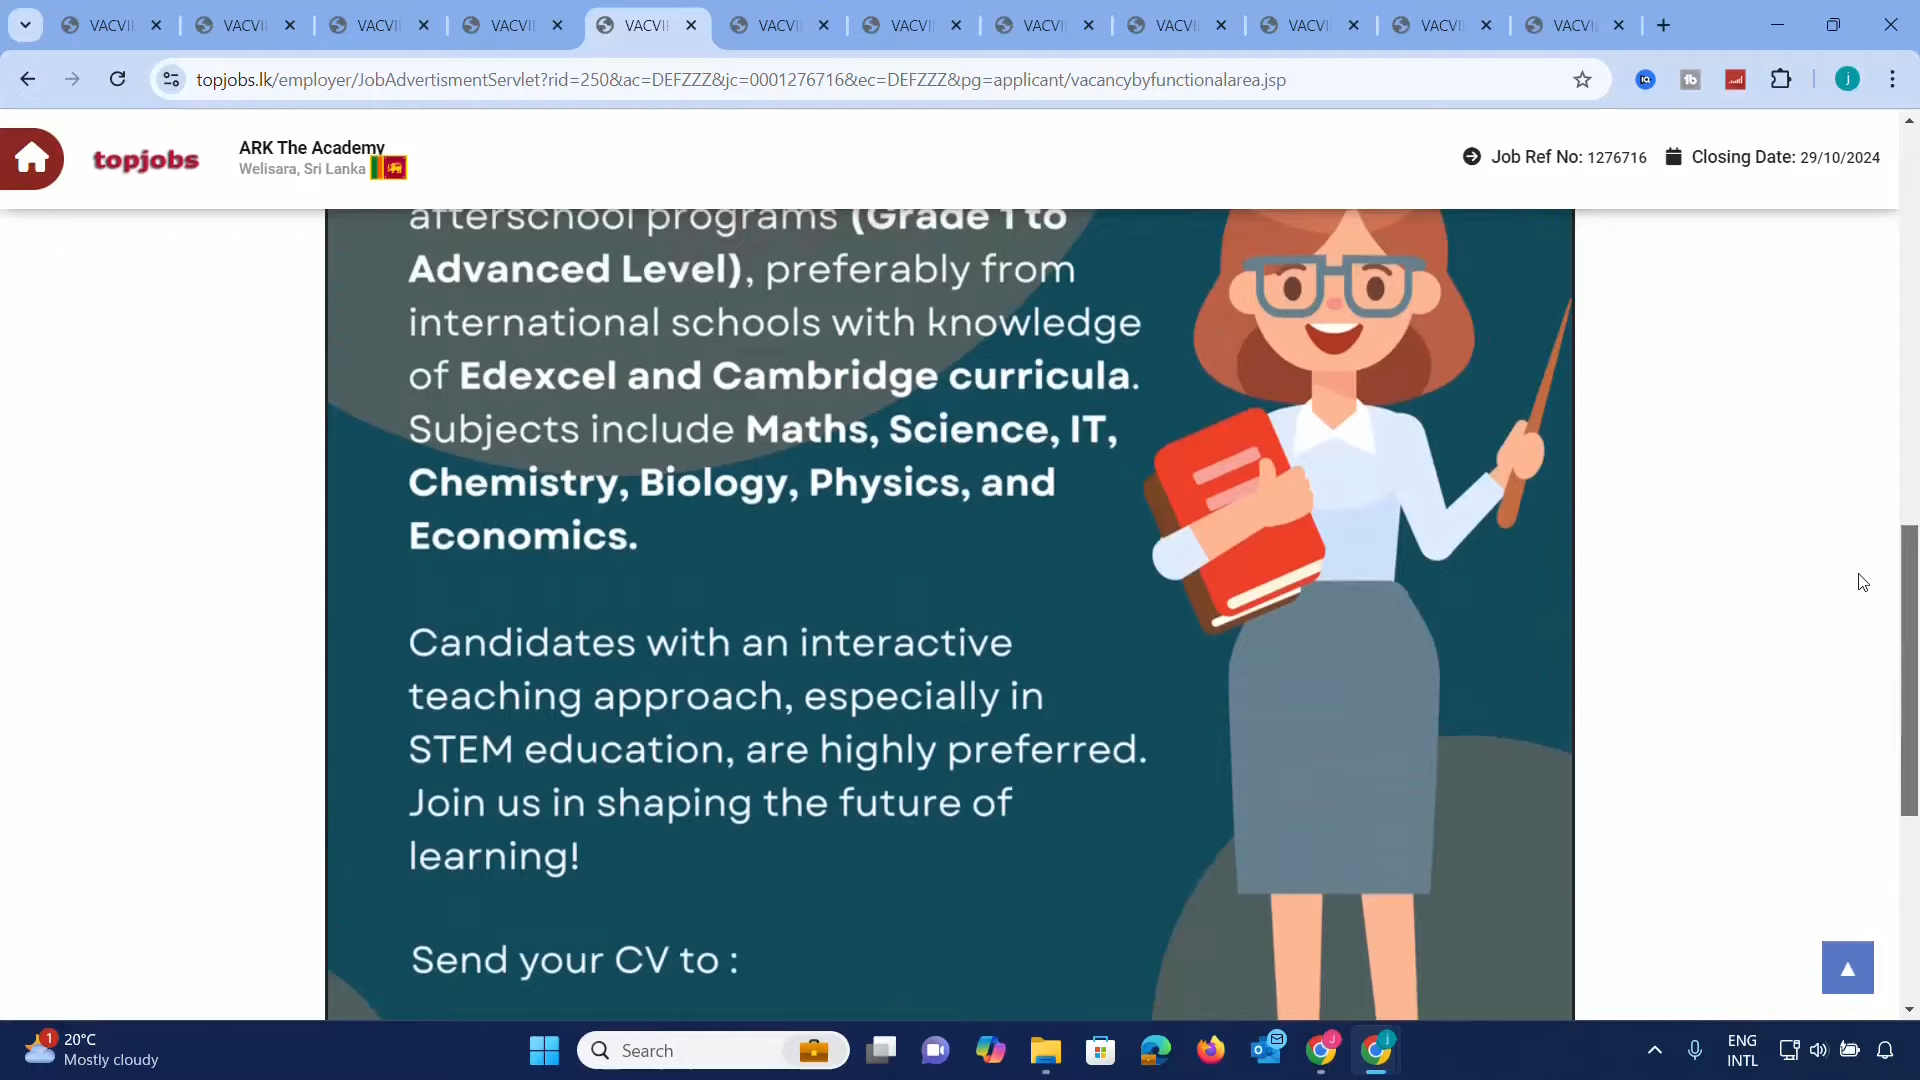 VACVI
VACVI
VACVI
VACVI
VACVI
VACVI
VACVI
VACVI
VACVI
VACVI
VACVI
VACVI
topjobs.lk/employer/JobAdvertismentServlet?rid=250&ac=DEFZZZ&jc=0001276716&ec=DEFZZZ&pg=applicant/vacancybyfunctionalarea.jsp
j
topjobs
ARK The Academy
Welisara, Sri Lanka
Job Ref No: 1276716
Closing Date: 29/10/2024
afterschool programs (Grade 1 to
Advanced Level), preferably from
international schools with knowledge
of Edexcel and Cambridge curricula.
Subjects include Maths, Science, IT,
Chemistry, Biology, Physics, and
Economics.
Candidates with an interactive
teaching approach, especially in
STEM education, are highly preferred.
Join us in shaping the future of
learning!
Send your CV to :
1
20°C
Mostly cloudy
Search
J
j
ENG
INTL